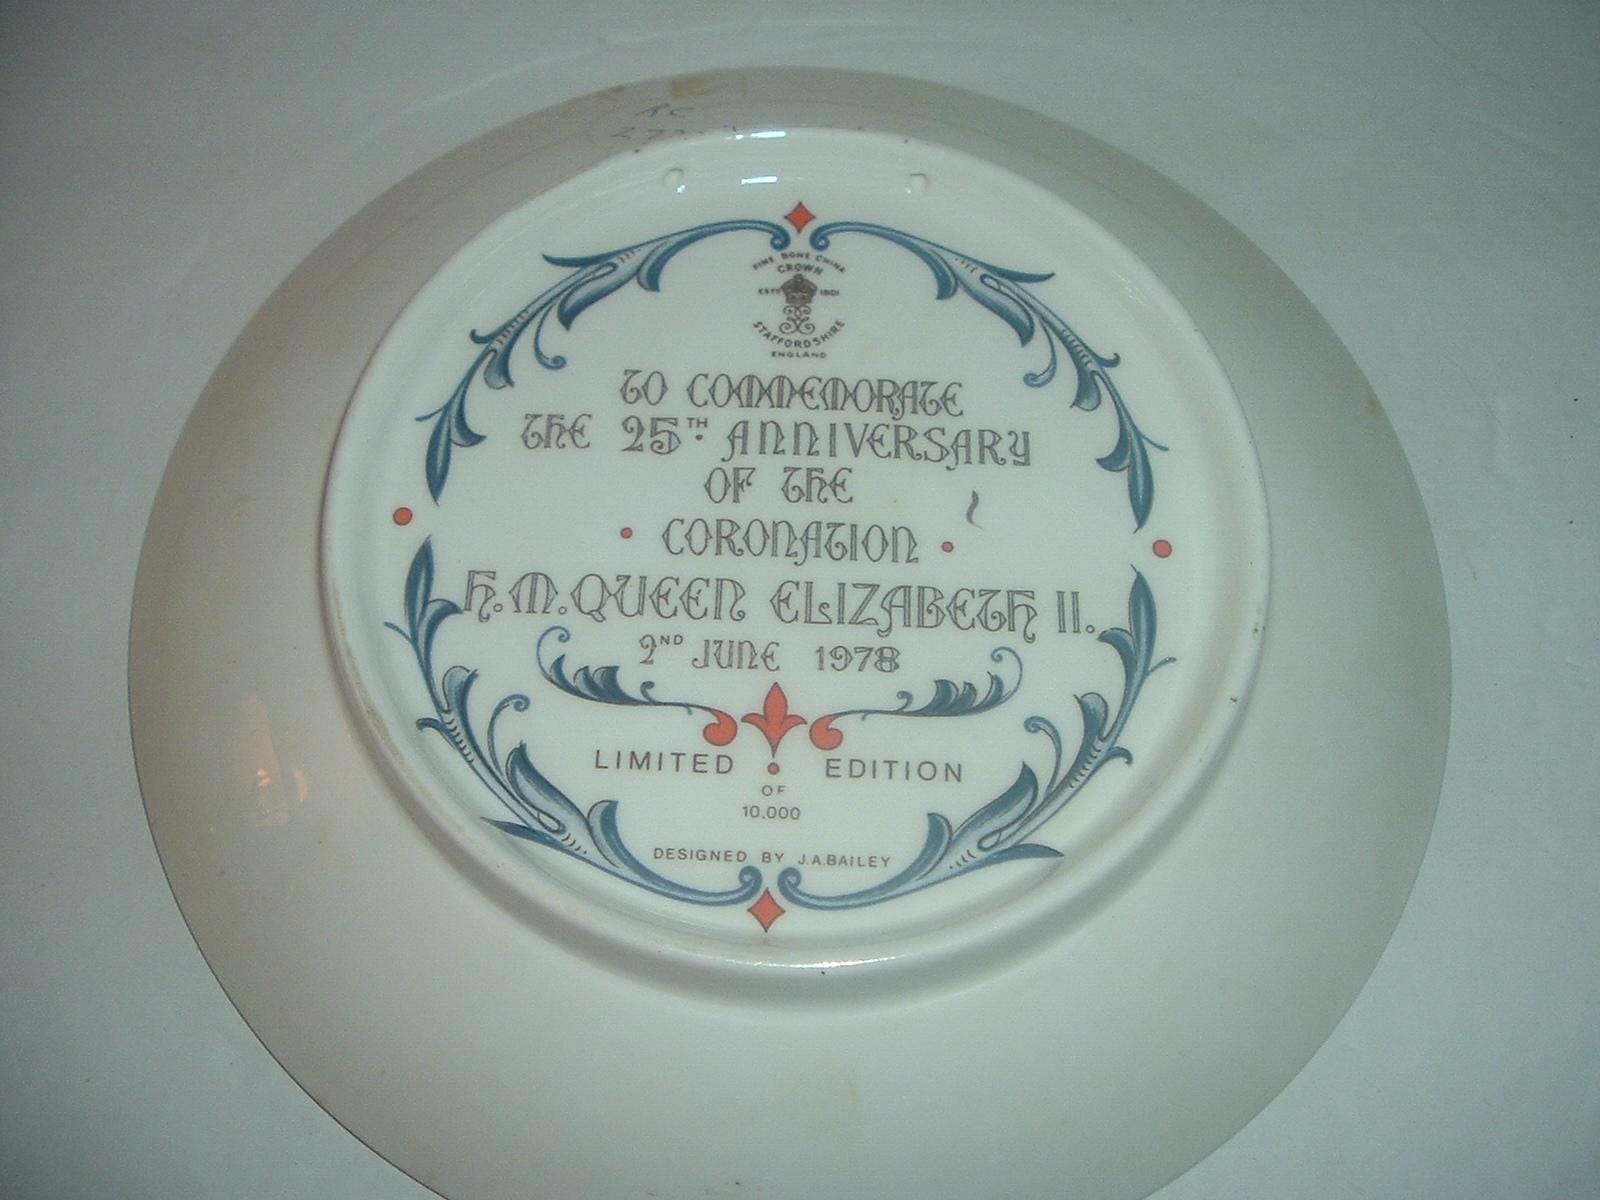 FINE BONE CHINA
CROWN
ESTD 1801
STAFFORDSHIRE
ENGLAND
TO COMMEMORATE
THE 25TH. ANNIVERSARY
OF THE
• CORONATION •
H.M. QUEEN ELIZABETH II.
2ND JUNE 1978
LIMITED • EDITION
OF
10,000
DESIGNED BY J.A.BAILEY